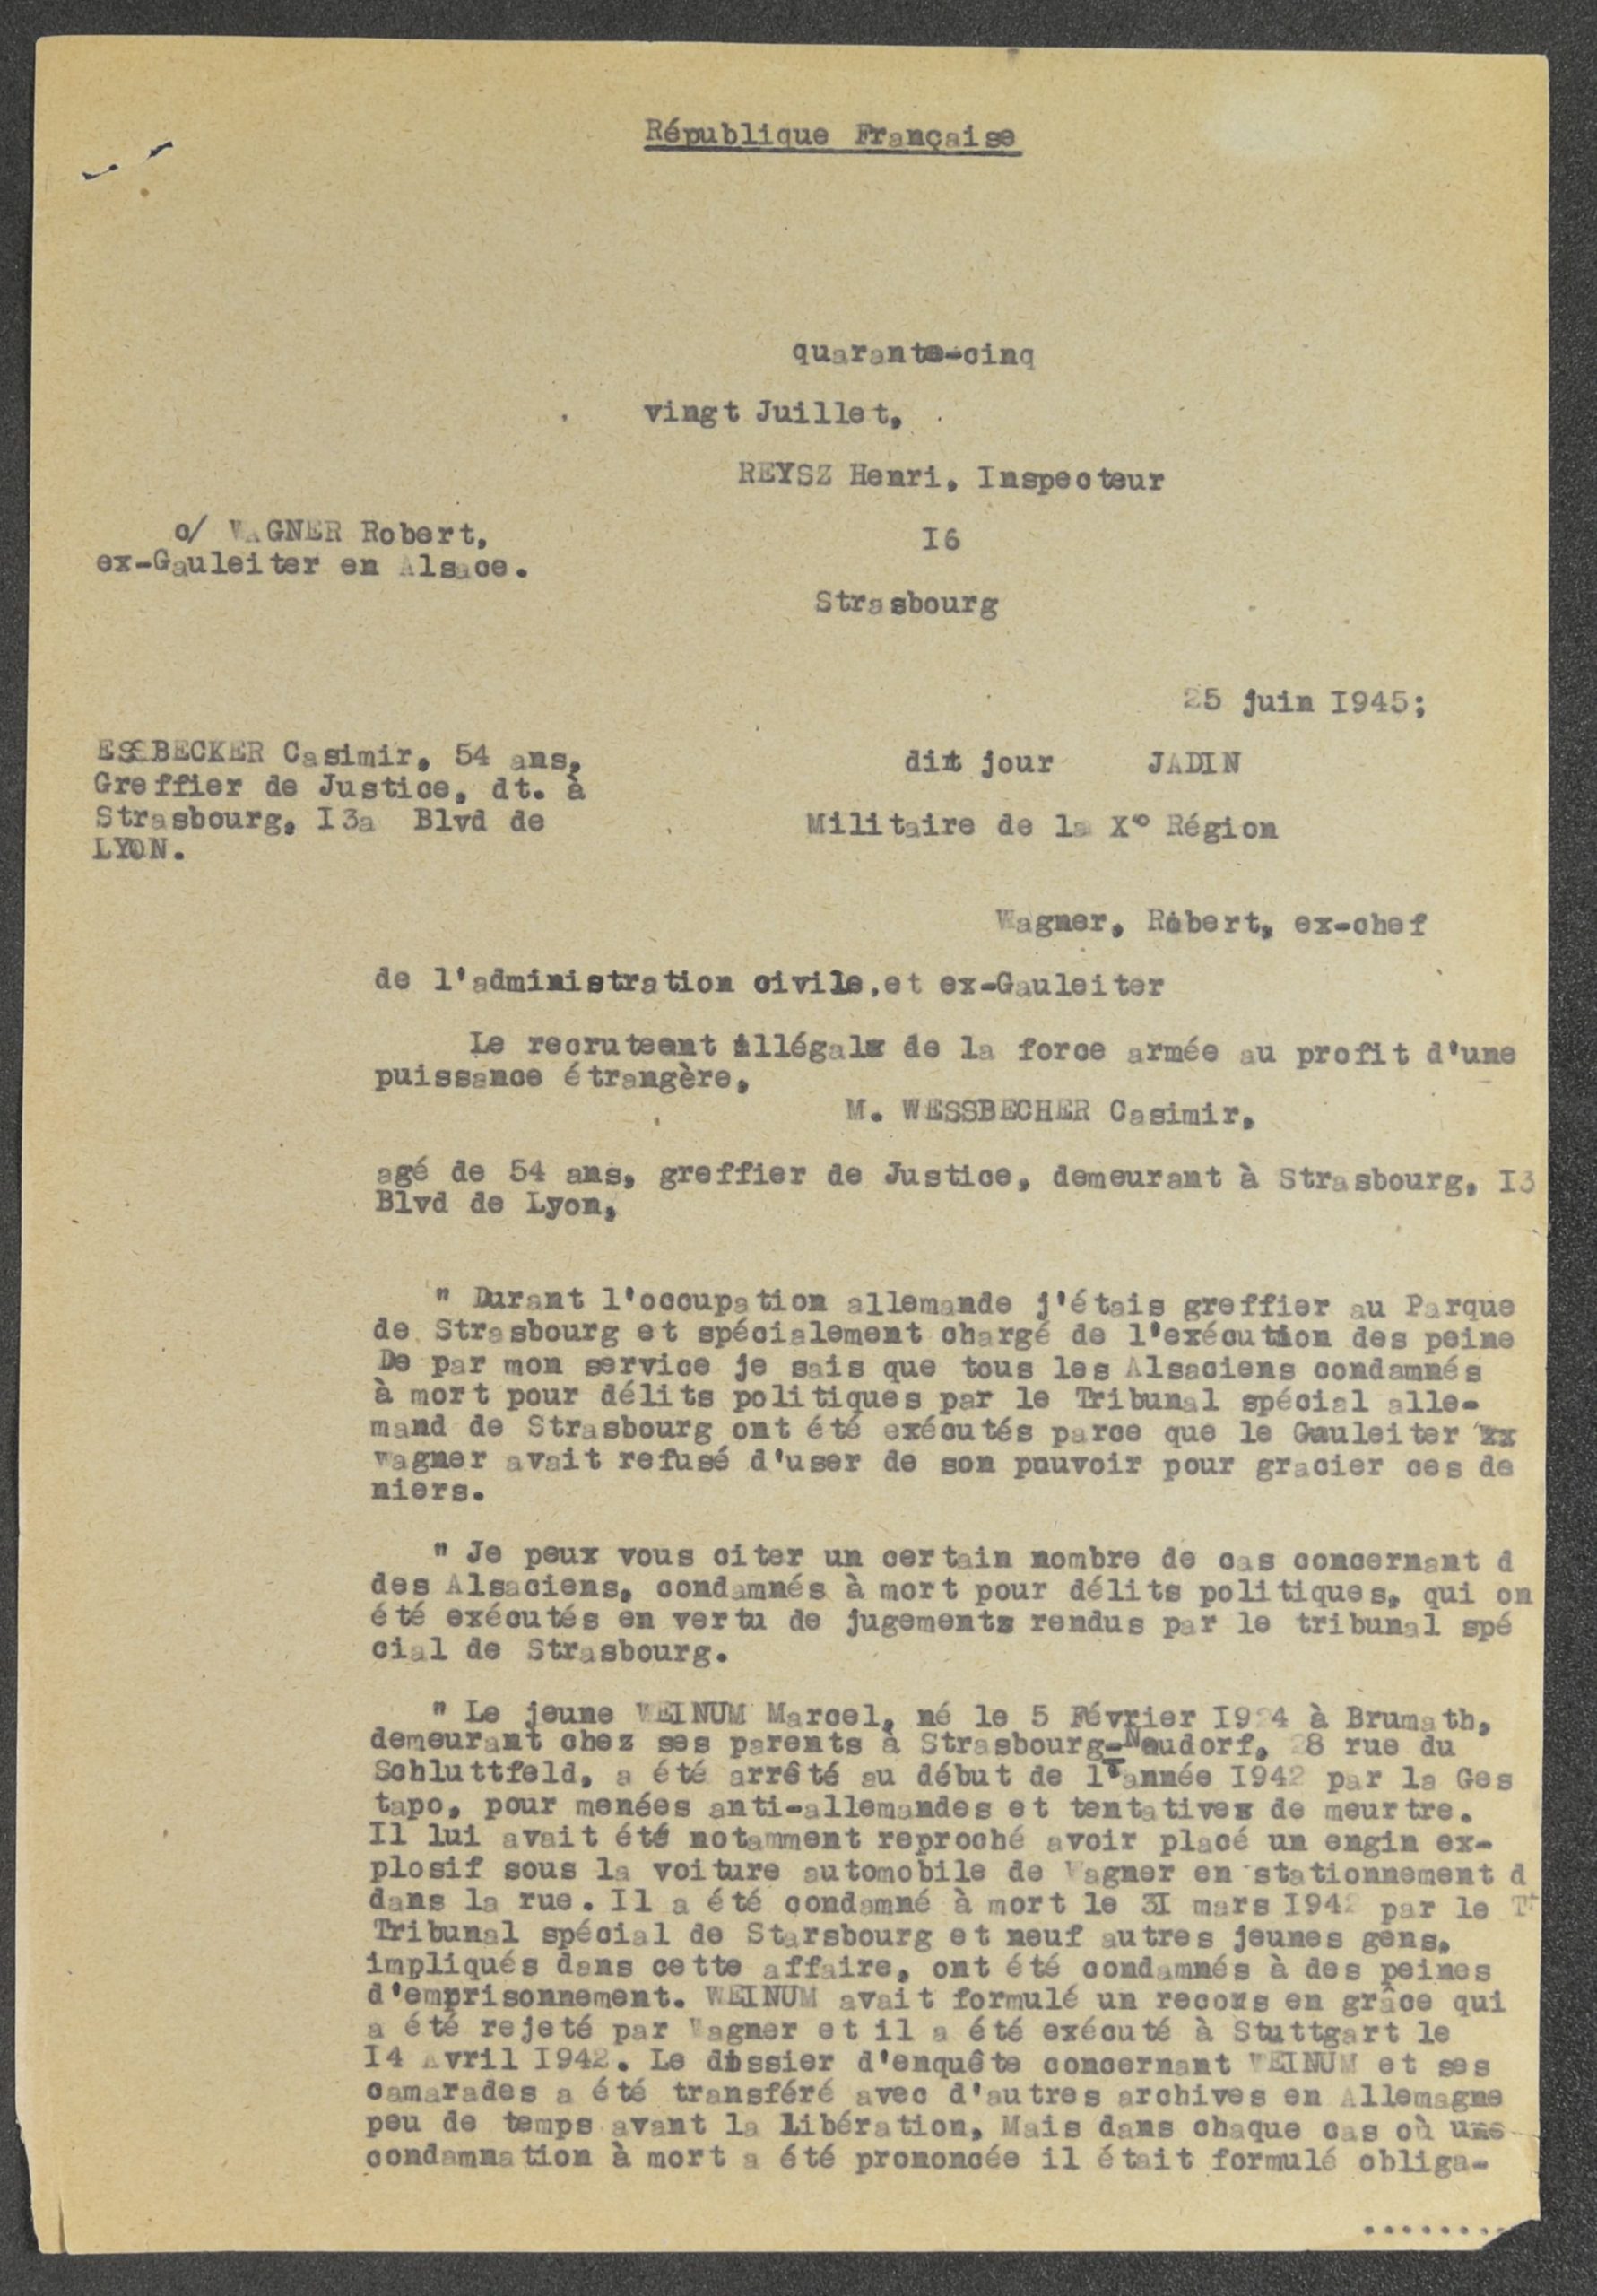 République Française
quarante-cinq
vingt Juillet,
REYSZ Henri, Inspecteur
c/ WAGNER Robert,
ex-Gauleiter en Alsace.
I6
Strasbourg
25 juin I945;
ESSBECKER Casimir, 54 ans,
Greffier de Justice, dt. à
Strasbourg, I3a Blvd de
LYON.
dit jour JADIN
Militaire de la X° Région
Wagner, Robert, ex-chef
de l'administration civile,et ex-Gauleiter
Le recruteent illégalx de la force armée au profit d'une
puissance étrangère,
M. WESSBECHER Casimir,
agé de 54 ans, greffier de Justice, demeurant à Strasbourg, I3
Blvd de Lyon,
" Durant l'occupation allemande j'étais greffier au Parque
de Strasbourg et spécialement chargé de l'exécution des peine
De par mon service je sais que tous les Alsaciens condamnés
à mort pour délits politiques par le Tribunal spécial alle-
mand de Strasbourg ont été exécutés parce que le Gauleiter xx
Wagner avait refusé d'user de son pouvoir pour gracier ces de
niers.
" Je peux vous citer un certain nombre de cas concernant d
des Alsaciens, condamnés à mort pour délits politiques, qui on
été exécutés en vertu de jugements rendus par le tribunal spé
cial de Strasbourg.
" Le jeune WEINUM Marcel, né le 5 Février I924 à Brumath,
demeurant chez ses parents à Strasbourg-Neudorf, 28 rue du
Schluttfeld, a été arrêté au début de l'année I942 par la Ges
tapo, pour menées anti-allemandes et tentatives de meurtre.
Il lui avait été notamment reproché avoir placé un engin ex-
plosif sous la voiture automobile de Wagner en stationnement d
dans la rue. Il a été condamné à mort le 3I mars I942 par le T
Tribunal spécial de Starsbourg et neuf autres jeunes gens,
impliqués dans cette affaire, ont été condamnés à des peines
d'emprisonnement. WEINUM avait formulé un recors en grâce qui
a été rejeté par Wagner et il a été exécuté à Stuttgart le
I4 Avril I942. Le dossier d'enquête concernant WEINUM et ses
camarades a été transféré avec d'autres archives en Allemagne
peu de temps avant la libération, Mais dans chaque cas où une
condamnation à mort a été prononcée il était formulé obliga-
........